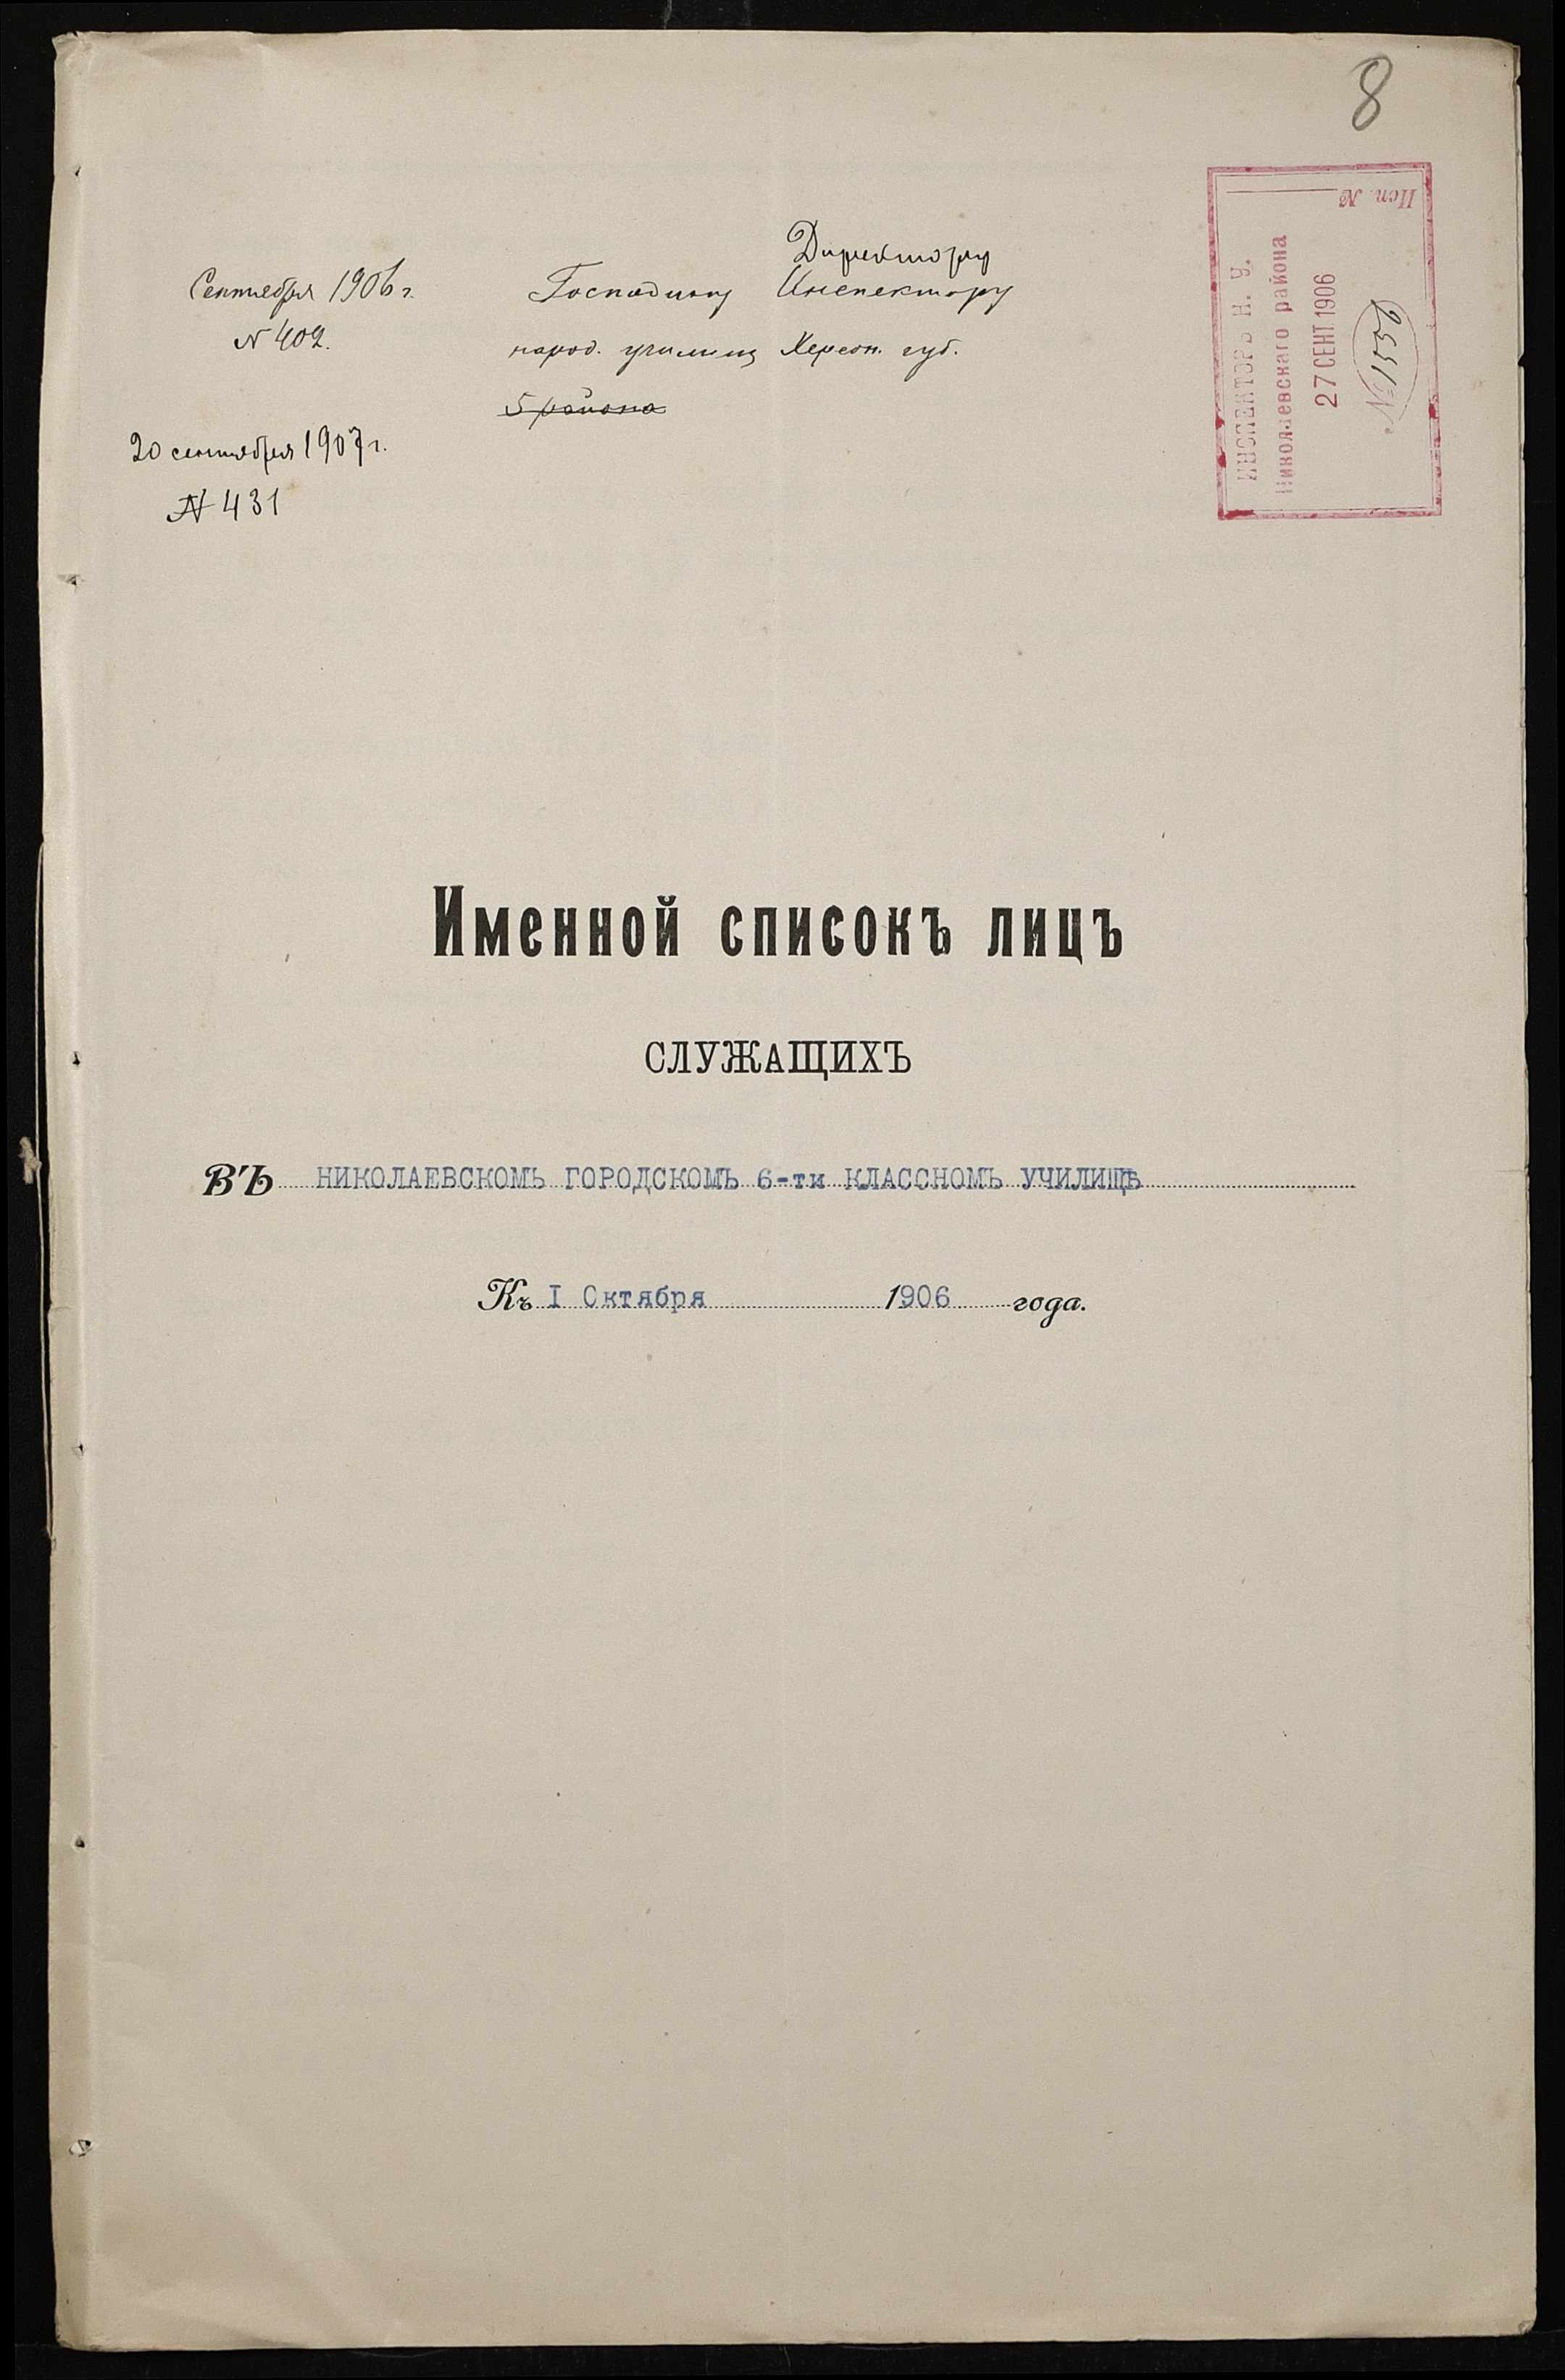 8
Сентября 1906 г.
№ 402.
Директору
Господину Инспектору
народ. училищ Херсон. губ.
5 района
20 сентября 1907 г.
№ 431
ИНСПЕКТОРЪ Н. У.
Николаевскаго района
27 СЕНТ 1906
№ 1556
Исп. №
Именной списокъ лицъ
СЛУЖАЩИХЪ
ВЪ НИКОЛАЕВСКОМЪ ГОРОДСКОМЪ 6-ти КЛАССНОМЪ УЧИЛИЩѢ
Къ I Октября 1906 года.